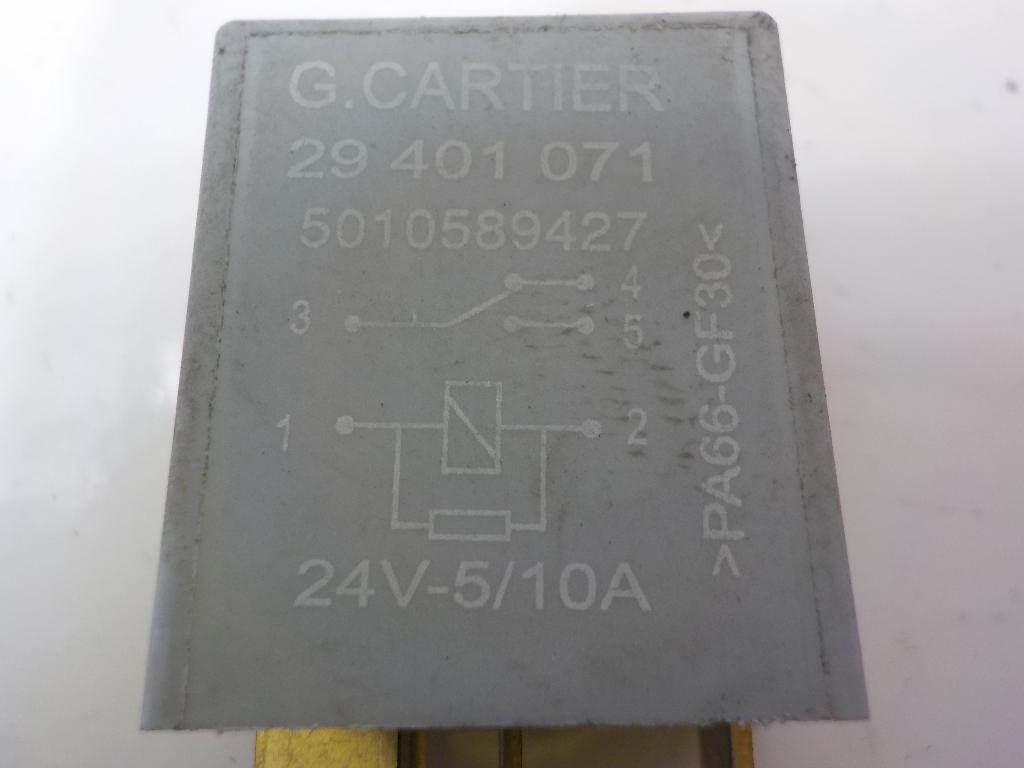 G.CARTIER
29 401 071
5010589427
3
4
5
1
2
24V-5/10A
>PA66-GF30<